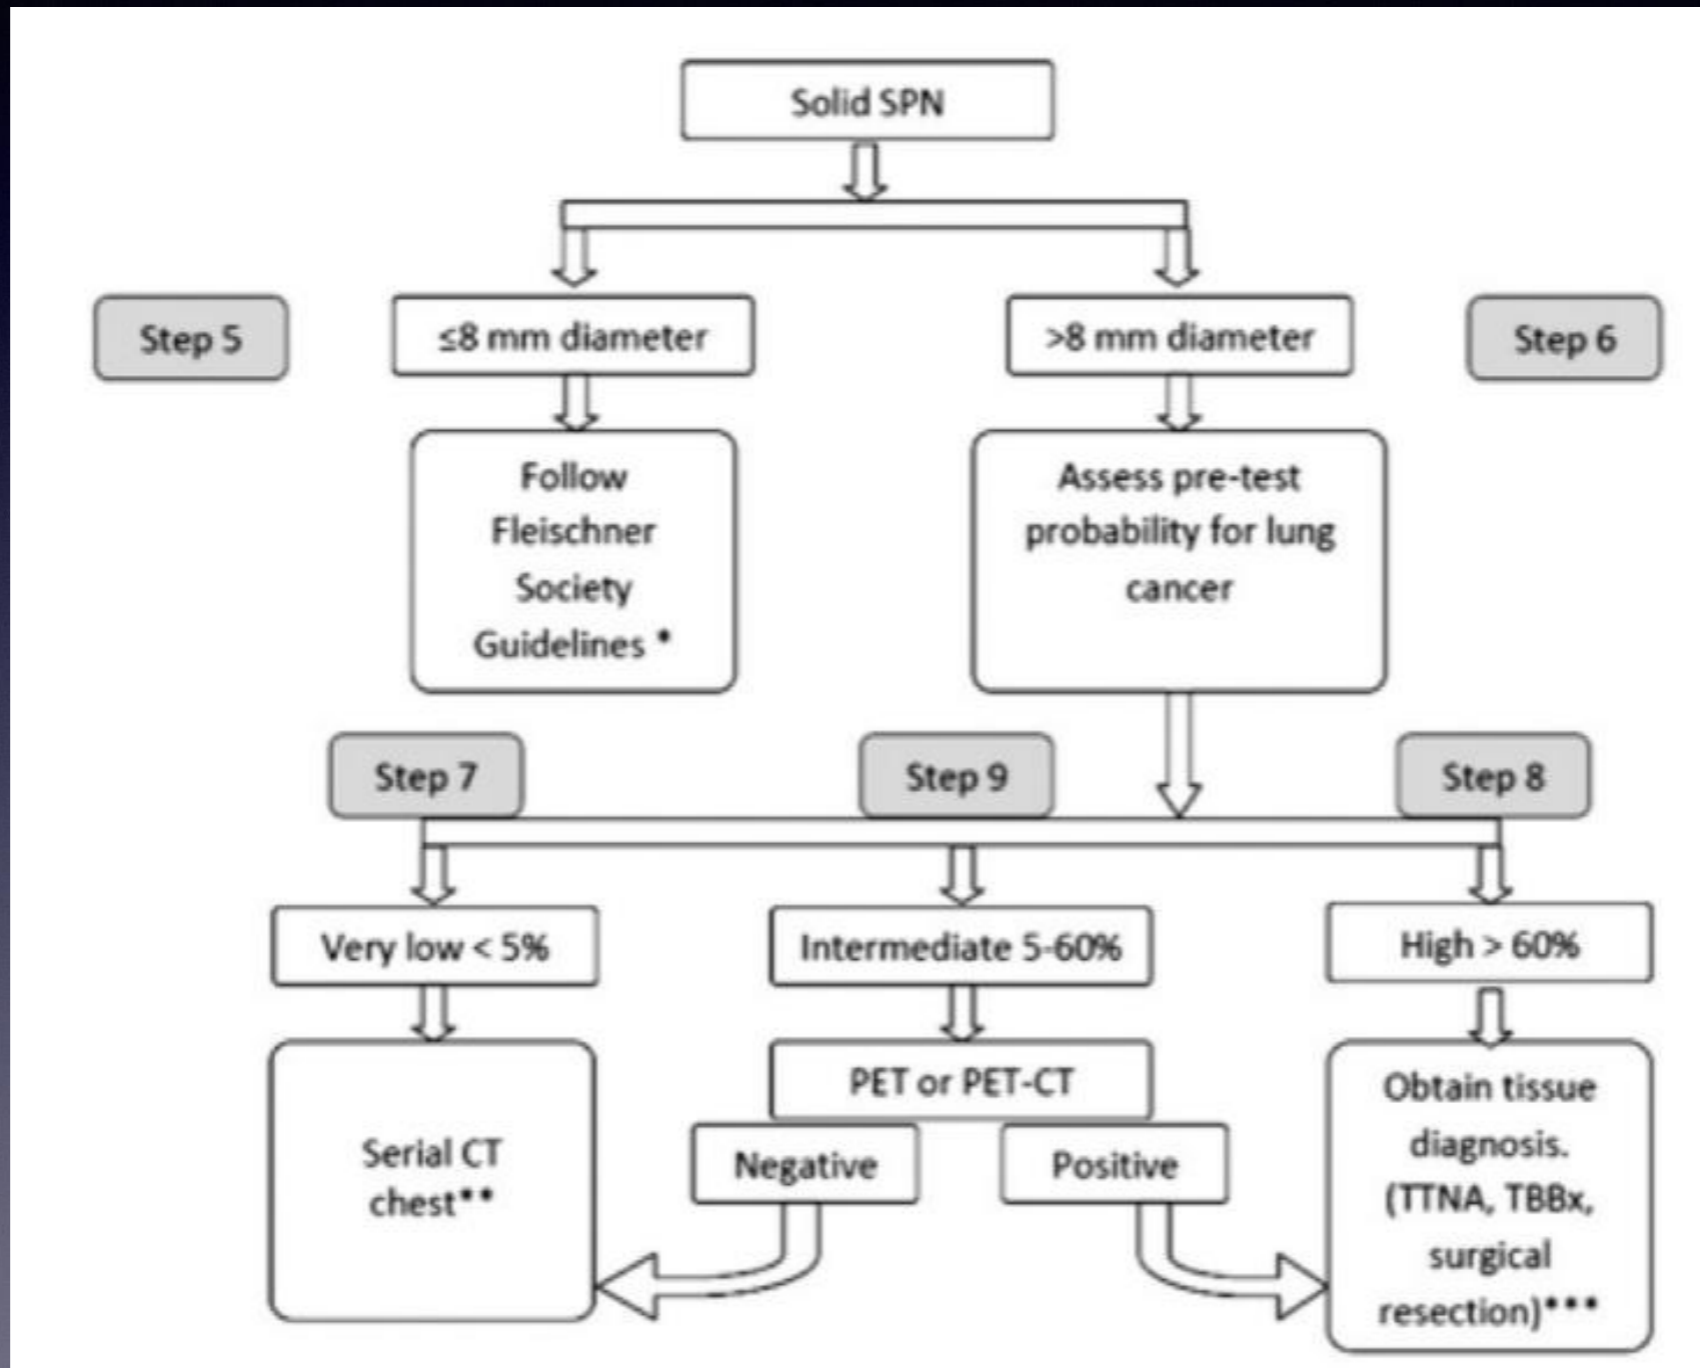 Solid SPN
Step 5
≤8 mm diameter
>8 mm diameter
Step 6
Follow
Fleischner
Society
Guidelines *
Assess pre-test
probability for lung
cancer
Step 7
Step 9
Step 8
Very low < 5%
Intermediate 5-60%
High > 60%
Serial CT
chest**
PET or PET-CT
Negative
Positive
Obtain tissue
diagnosis.
(TTNA, TBBx,
surgical
resection)***